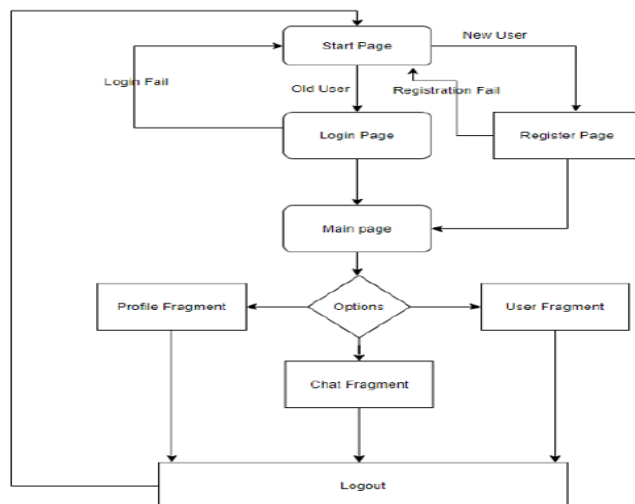 Start Page
New User
Login Fail
Old User
Registration Fail
Login Page
Register Page
Main page
Profile Fragment
Options
User Fragment
Chat Fragment
Logout